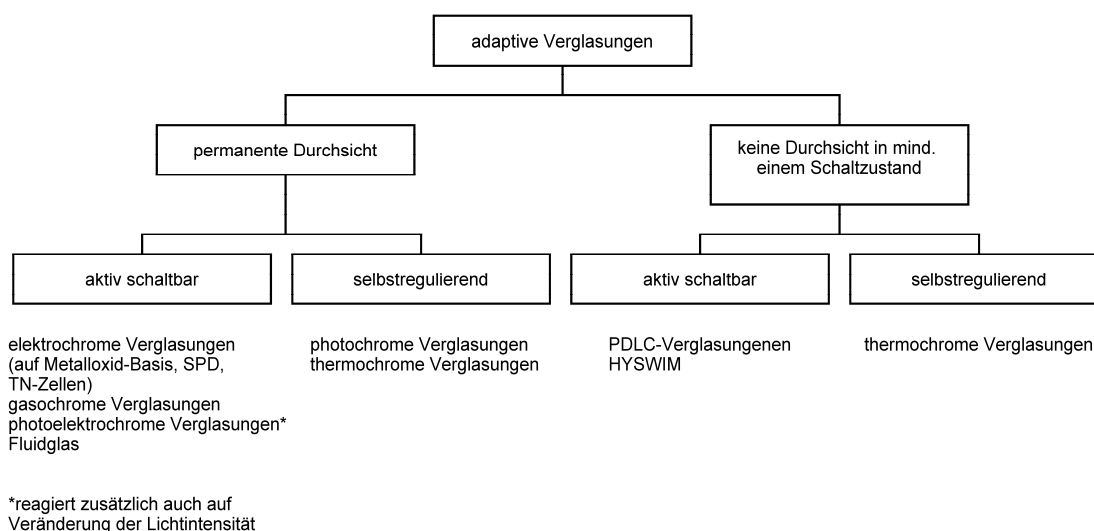 adaptive Verglasungen
permanente Durchsicht
keine Durchsicht in mind.
einem Schaltzustand
aktiv schaltbar
selbstregulierend
aktiv schaltbar
selbstregulierend
elektrochrome Verglasungen
(auf Metalloxid-Basis, SPD,
TN-Zellen)
gasochrome Verglasungen
photoelektrochrome Verglasungen*
Fluidglas
photochrome Verglasungen
thermochrome Verglasungen
PDLC-Verglasungenen
HYSWIM
thermochrome Verglasungen
*reagiert zusätzlich auch auf
Veränderung der Lichtintensität